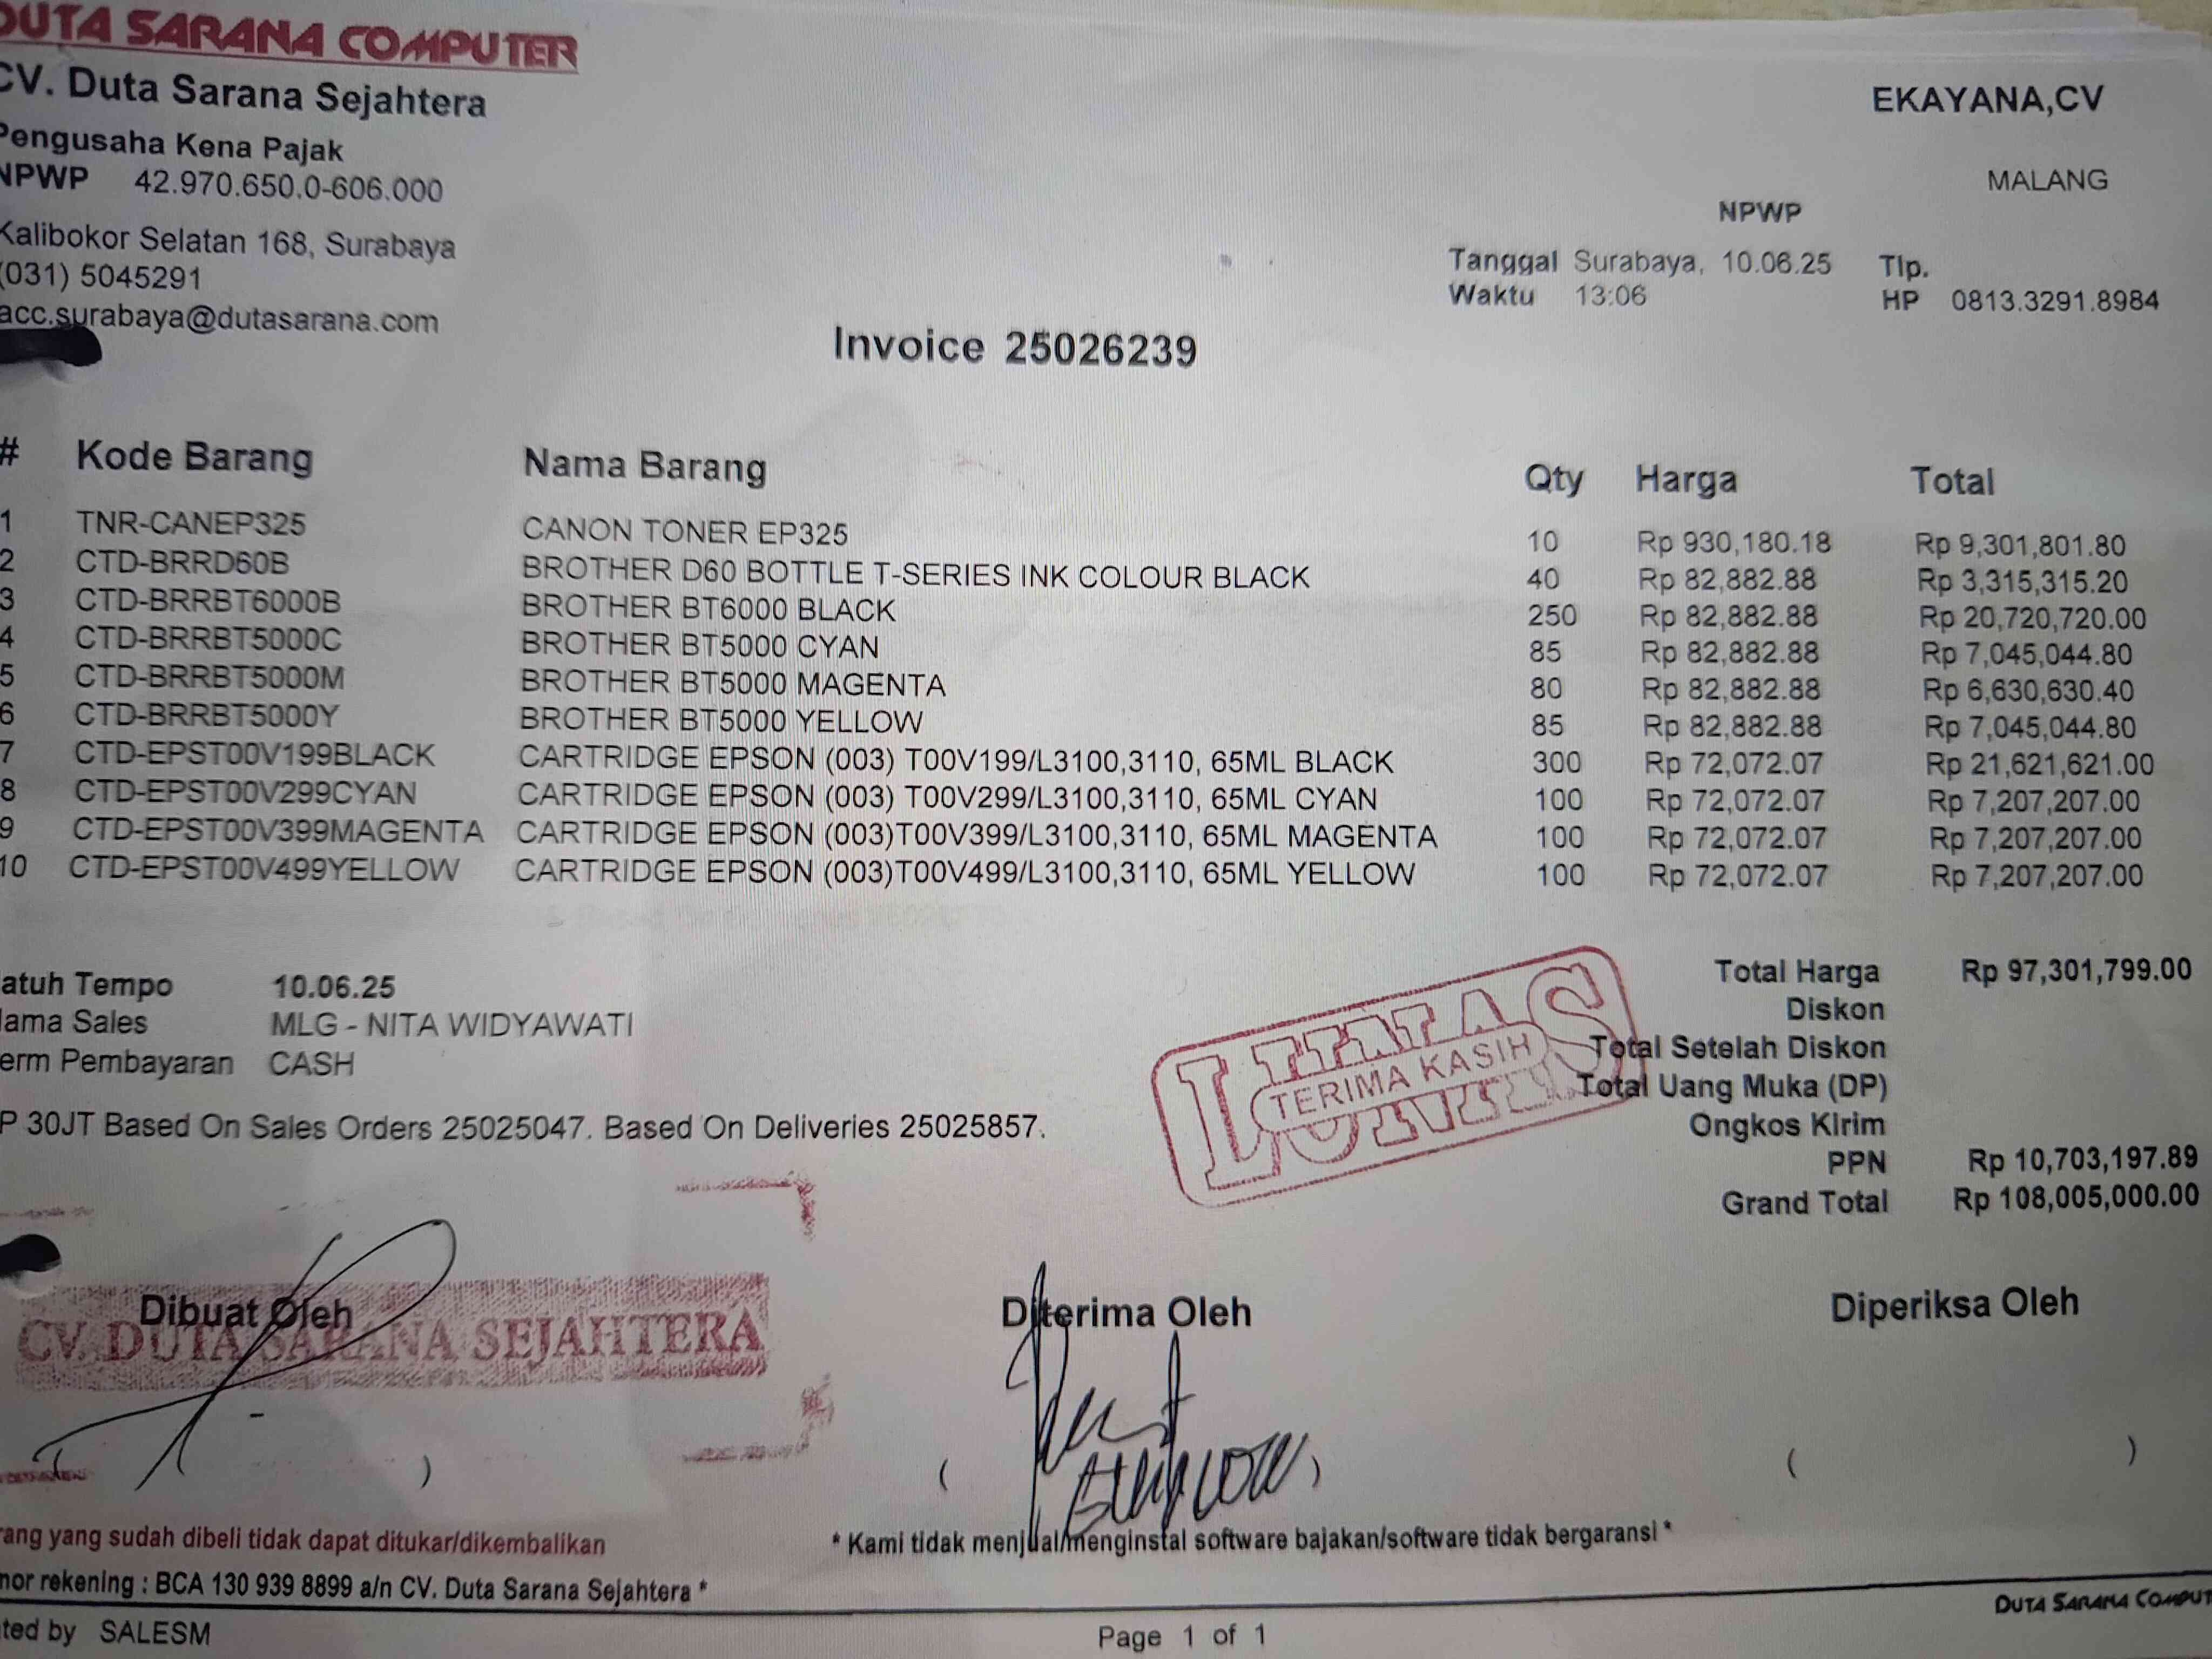 DUTA SARANA COMPUTER
CV. Duta Sarana Sejahtera
Pengusaha Kena Pajak
NPWP 42.970.650.0-606.000
Kalibokor Selatan 168, Surabaya
(031) 5045291
acc.surabaya@dutasarana.com
EKAYANA,CV
MALANG
NPWP
Tanggal Surabaya, 10.06.25 Tlp.
Waktu 13:06 HP 0813.3291.8984
Invoice 25026239
# Kode Barang Nama Barang Qty Harga Total
1 TNR-CANEP325 CANON TONER EP325 10 Rp 930,180.18 Rp 9,301,801.80
2 CTD-BRRD60B BROTHER D60 BOTTLE T-SERIES INK COLOUR BLACK 40 Rp 82,882.88 Rp 3,315,315.20
3 CTD-BRRBT6000B BROTHER BT6000 BLACK 250 Rp 82,882.88 Rp 20,720,720.00
4 CTD-BRRBT5000C BROTHER BT5000 CYAN 85 Rp 82,882.88 Rp 7,045,044.80
5 CTD-BRRBT5000M BROTHER BT5000 MAGENTA 80 Rp 82,882.88 Rp 6,630,630.40
6 CTD-BRRBT5000Y BROTHER BT5000 YELLOW 85 Rp 82,882.88 Rp 7,045,044.80
7 CTD-EPST00V199BLACK CARTRIDGE EPSON (003) T00V199/L3100,3110, 65ML BLACK 300 Rp 72,072.07 Rp 21,621,621.00
8 CTD-EPST00V299CYAN CARTRIDGE EPSON (003) T00V299/L3100,3110, 65ML CYAN 100 Rp 72,072.07 Rp 7,207,207.00
9 CTD-EPST00V399MAGENTA CARTRIDGE EPSON (003)T00V399/L3100,3110, 65ML MAGENTA 100 Rp 72,072.07 Rp 7,207,207.00
10 CTD-EPST00V499YELLOW CARTRIDGE EPSON (003)T00V499/L3100,3110, 65ML YELLOW 100 Rp 72,072.07 Rp 7,207,207.00
atuh Tempo 10.06.25
ama Sales MLG - NITA WIDYAWATI
erm Pembayaran CASH
P 30JT Based On Sales Orders 25025047. Based On Deliveries 25025857.
LUNAS
TERIMA KASIH
Total Harga Rp 97,301,799.00
Diskon
Total Setelah Diskon
Total Uang Muka (DP)
Ongkos Kirim
PPN Rp 10,703,197.89
Grand Total Rp 108,005,000.00
Dibuat Oleh Diterima Oleh Diperiksa Oleh
CV. DUTA SARANA SEJAHTERA
) ( ) ( )
rang yang sudah dibeli tidak dapat ditukar/dikembalikan * Kami tidak menjual/menginstal software bajakan/software tidak bergaransi *
mor rekening : BCA 130 939 8899 a/n CV. Duta Sarana Sejahtera *
DUTA SARANA COMPUT
ted by SALESM Page 1 of 1